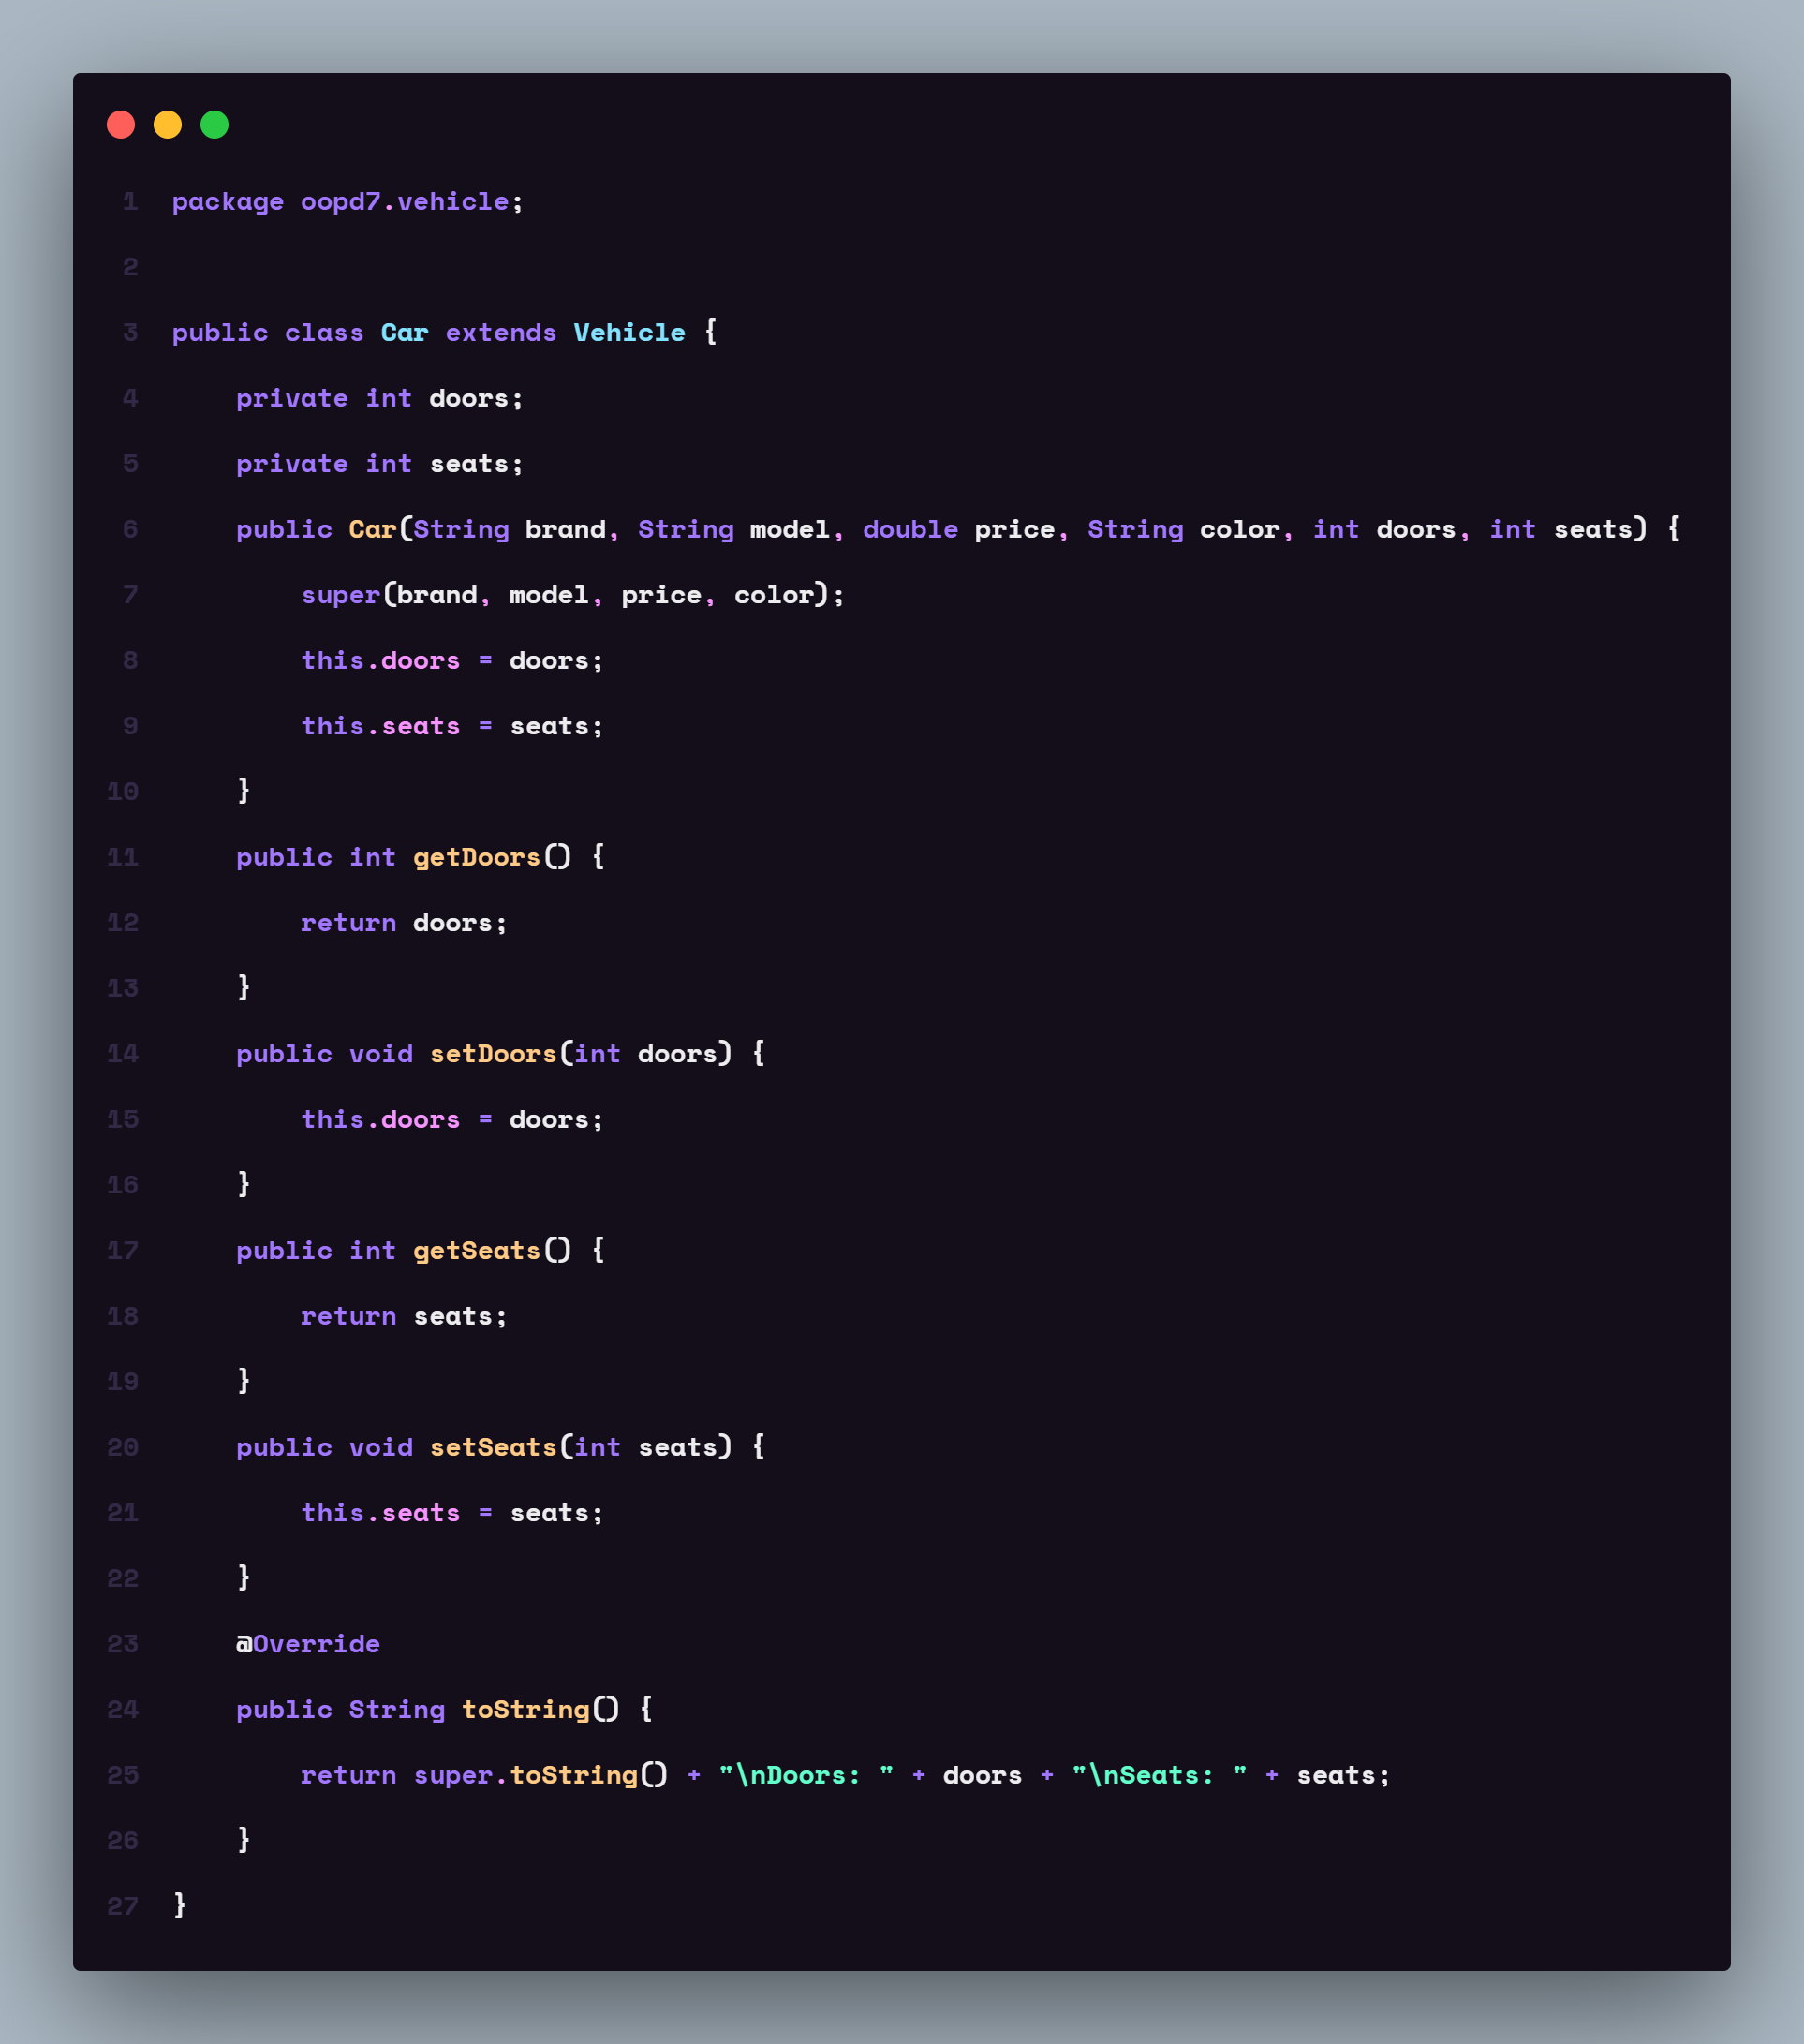 1 package oopd7.vehicle;
2
3 public class Car extends Vehicle {
4     private int doors;
5     private int seats;
6     public Car(String brand, String model, double price, String color, int doors, int seats) {
7         super(brand, model, price, color);
8         this.doors = doors;
9         this.seats = seats;
10     }
11     public int getDoors() {
12         return doors;
13     }
14     public void setDoors(int doors) {
15         this.doors = doors;
16     }
17     public int getSeats() {
18         return seats;
19     }
20     public void setSeats(int seats) {
21         this.seats = seats;
22     }
23     @Override
24     public String toString() {
25         return super.toString() + "\nDoors: " + doors + "\nSeats: " + seats;
26     }
27 }